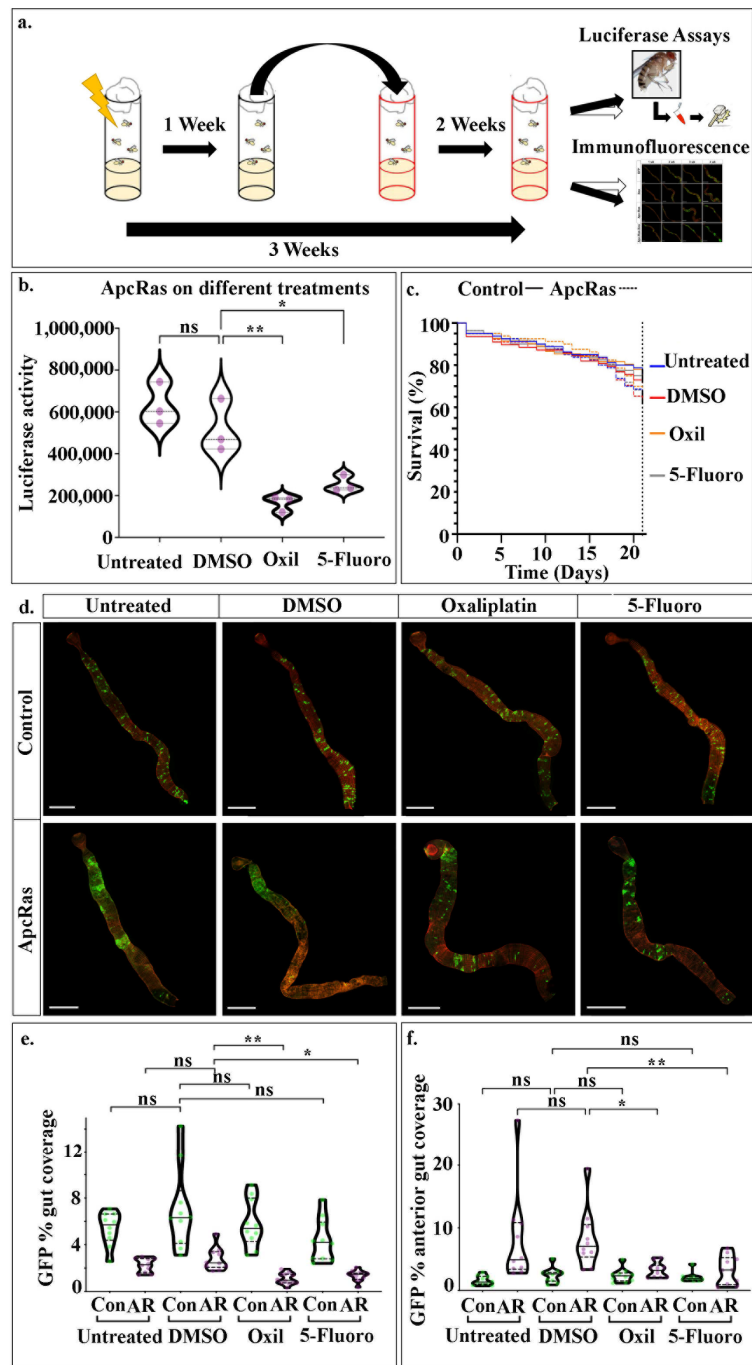 a.
Luciferase Assays
1 Week
2 Weeks
Immunofluorescence
3 Weeks
b.
ApcRas on different treatments
*
ns
**
1,000,000
800,000
600,000
400,000
200,000
0
Luciferase activity
Untreated
DMSO
Oxil
5-Fluoro
c.
Control
ApcRas
100
80
60
40
20
0
Survival (%)
0
5
10
15
20
Time (Days)
Untreated
DMSO
Oxil
5-Fluoro
d.
Untreated
DMSO
Oxaliplatin
5-Fluoro
Control
ApcRas
e.
**
ns
*
ns
ns
ns
12
8
4
0
GFP % gut coverage
Con AR
Con AR
Con AR
Con AR
Untreated
DMSO
Oxil
5-Fluoro
f.
ns
**
ns
ns
ns
*
30
20
10
0
GFP % anterior gut coverage
Con AR
Con AR
Con AR
Con AR
Untreated
DMSO
Oxil
5-Fluoro